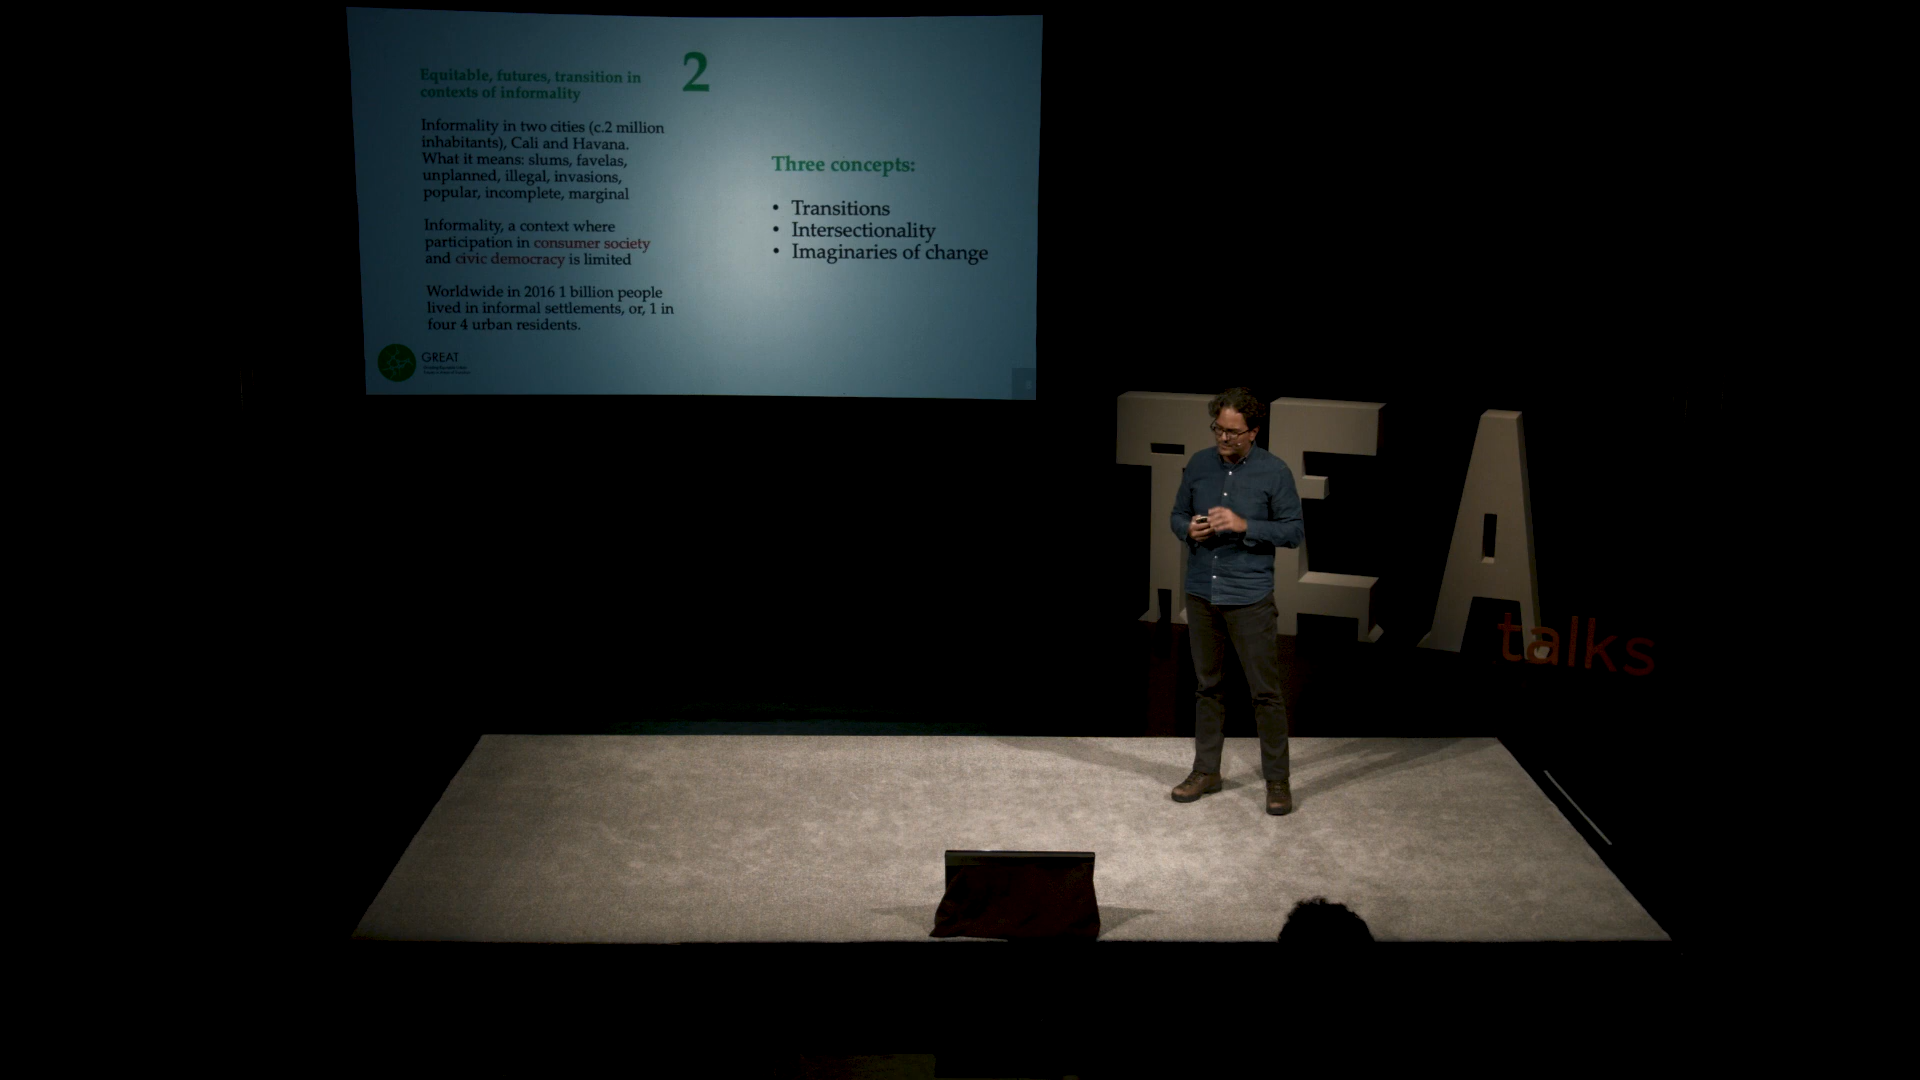 Equitable, futures, transition in
contexts of informality
2
Informality in two cities (c.2 million
inhabitants), Cali and Havana.
What it means: slums, favelas,
unplanned, illegal, invasions,
popular, incomplete, marginal
Informality, a context where
participation in consumer society
and civic democracy is limited
Worldwide in 2016 1 billion people
lived in informal settlements, or, 1 in
four 4 urban residents.
GREAT
Three concepts:
• Transitions
• Intersectionality
• Imaginaries of change
TEA
talks